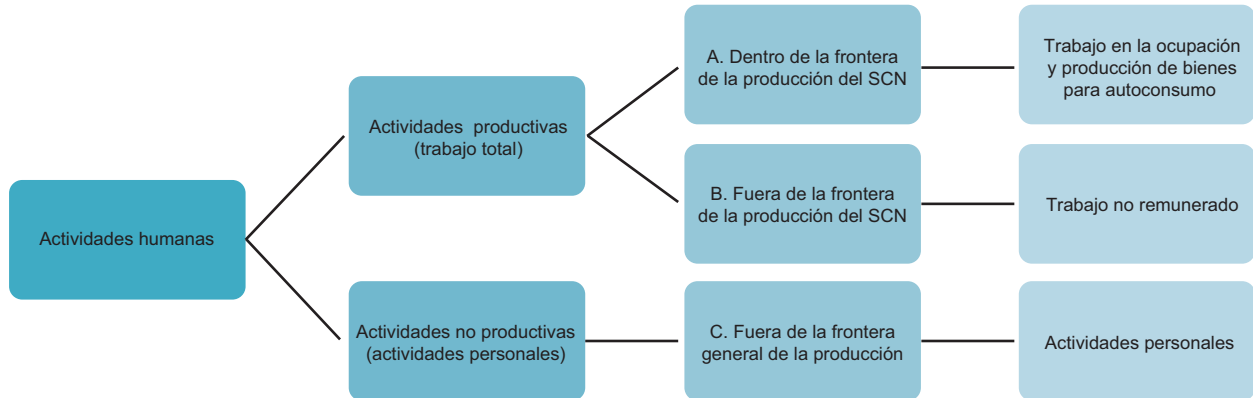 Actividades humanas
Actividades productivas
(trabajo total)
Actividades no productivas
(actividades personales)
A. Dentro de la frontera
de la producción del SCN
B. Fuera de la frontera
de la producción del SCN
C. Fuera de la frontera
general de la producción
Trabajo en la ocupación
y producción de bienes
para autoconsumo
Trabajo no remunerado
Actividades personales